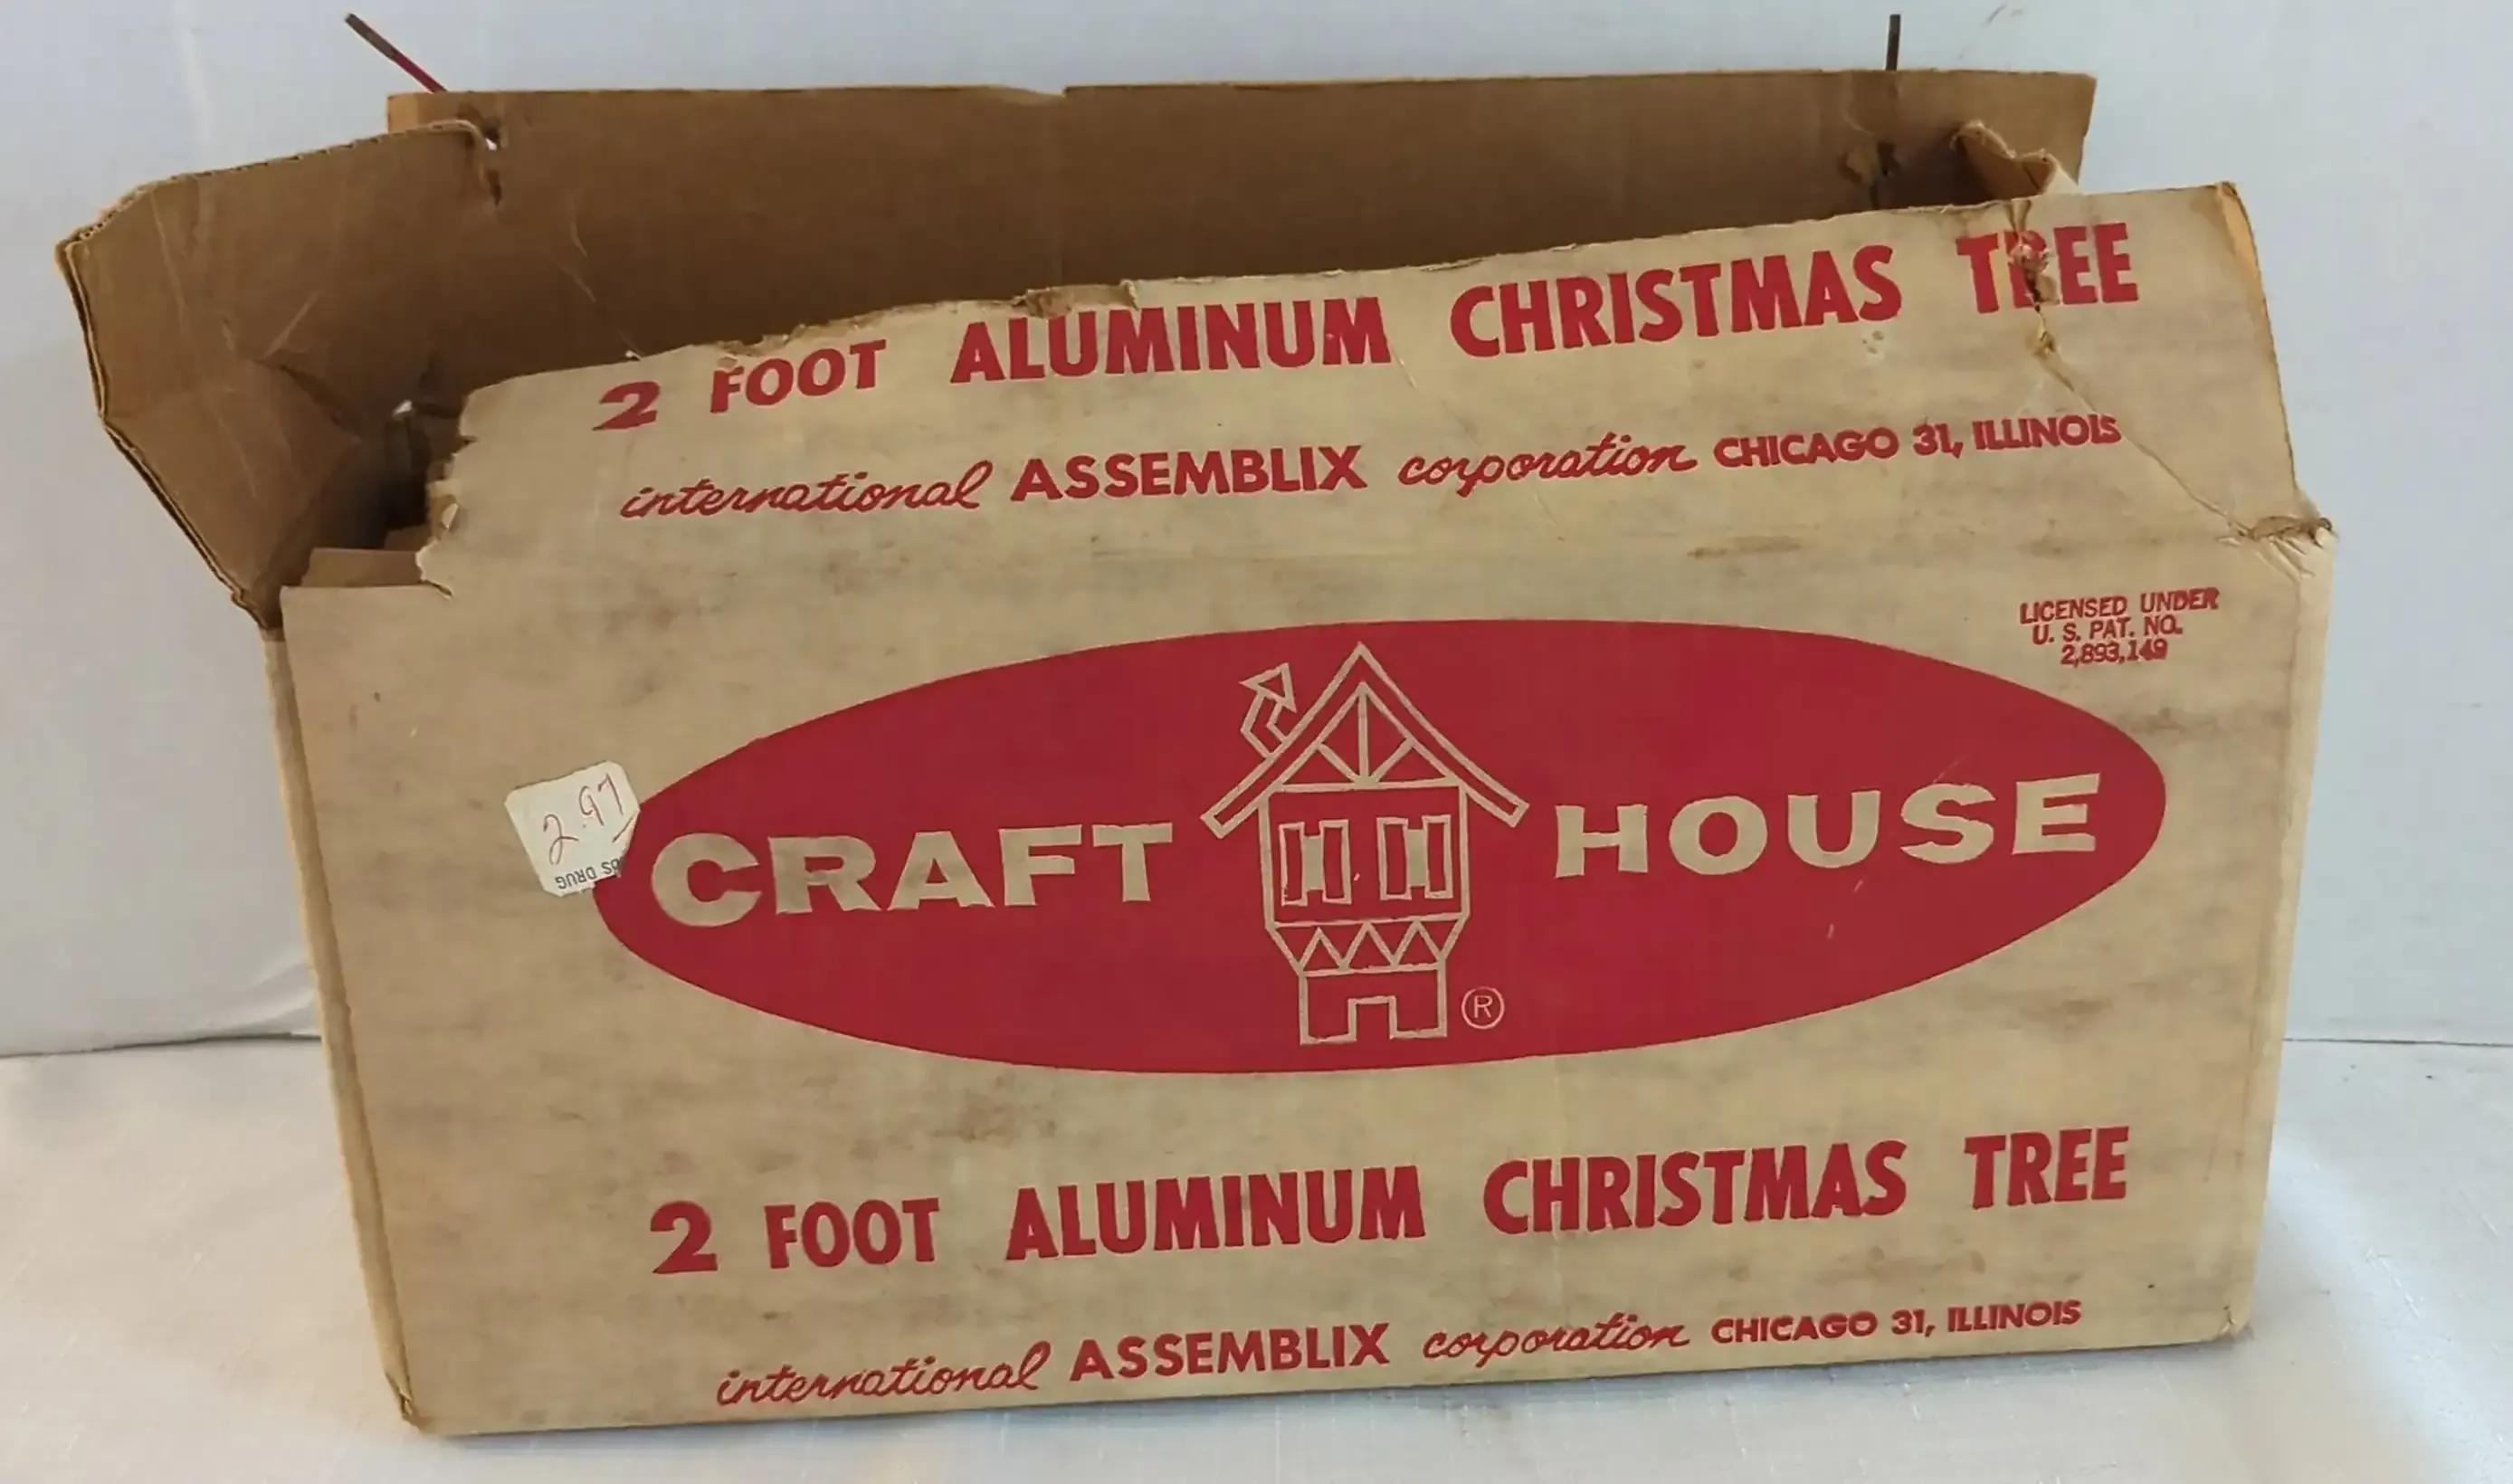 2 FOOT ALUMINUM CHRISTMAS TREE
international ASSEMBLIX corporation CHICAGO 31, ILLINOIS
LICENSED UNDER
U. S. PAT. NO.
2,893,149
2.97
DRUG
CRAFT HOUSE
®
2 FOOT ALUMINUM CHRISTMAS TREE
international ASSEMBLIX corporation CHICAGO 31, ILLINOIS